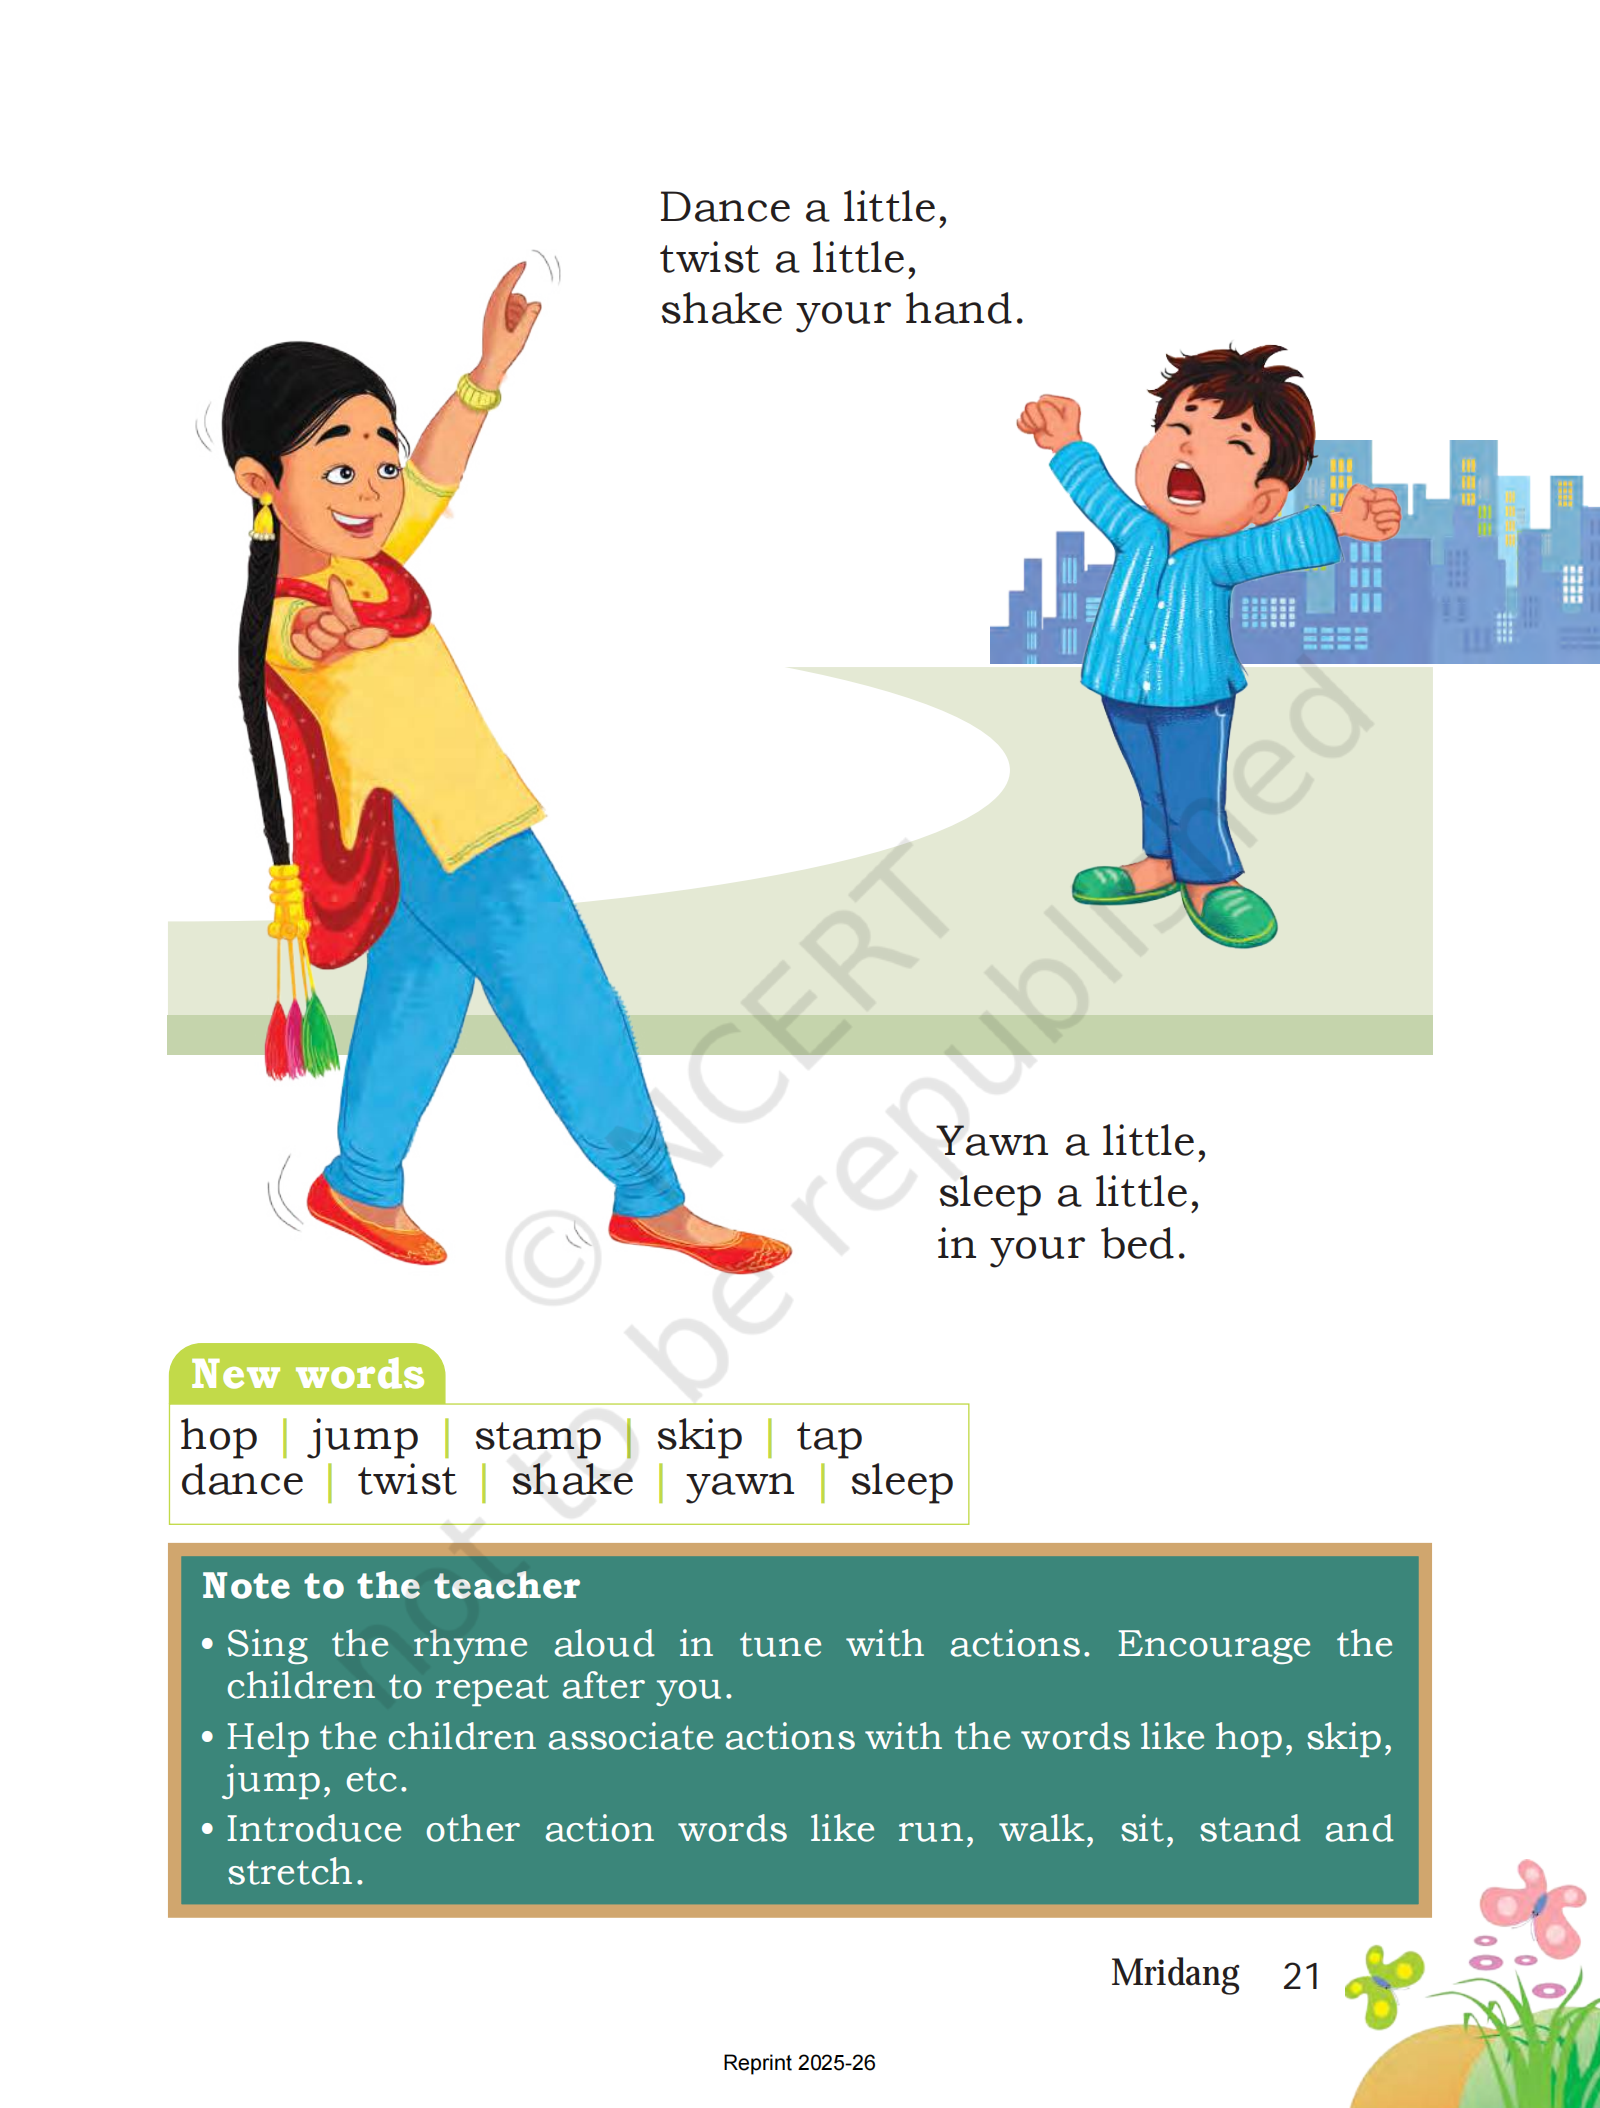 Dance a little,
twist a little,
shake your hand.
Yawn a little,
sleep a little,
in your bed.
New words
hop | jump | stamp | skip | tap
dance | twist | shake | yawn | sleep
Note to the teacher
• Sing the rhyme aloud in tune with actions. Encourage the
children to repeat after you.
• Help the children associate actions with the words like hop, skip,
jump, etc.
• Introduce other action words like run, walk, sit, stand and
stretch.
Mridang 21
Reprint 2025-26
© NCERT
not to be republished